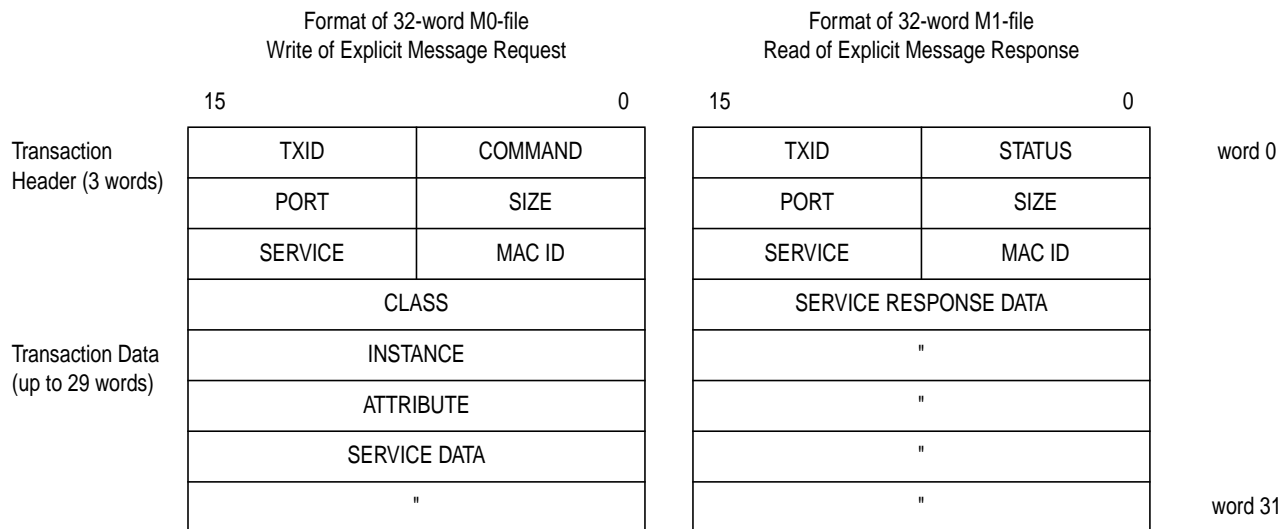 Format of 32-word M0-file
Write of Explicit Message Request
Format of 32-word M1-file
Read of Explicit Message Response
15 0 15 0
Transaction
Header (3 words)
TXID COMMAND TXID STATUS word 0
PORT SIZE PORT SIZE
SERVICE MAC ID SERVICE MAC ID
CLASS SERVICE RESPONSE DATA
Transaction Data
(up to 29 words)
INSTANCE "
ATTRIBUTE "
SERVICE DATA "
" " word 31